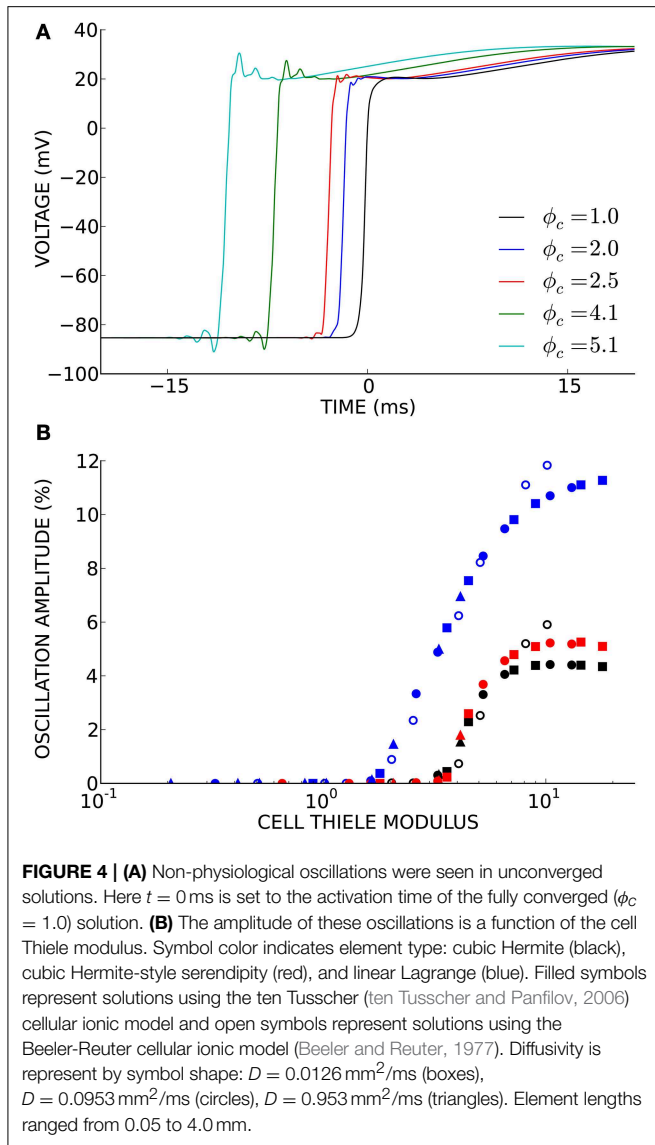 A
40
20
0
−20
−40
−60
−80
−100
VOLTAGE (mV)
ϕc =1.0
ϕc =2.0
ϕc =2.5
ϕc =4.1
ϕc =5.1
−15
0
15
TIME (ms)
B
12
10
8
6
4
2
0
OSCILLATION AMPLITUDE (%)
10⁻¹
10⁰
10¹
CELL THIELE MODULUS
FIGURE 4 | (A) Non-physiological oscillations were seen in unconverged
solutions. Here t = 0 ms is set to the activation time of the fully converged (ϕC
= 1.0) solution. (B) The amplitude of these oscillations is a function of the cell
Thiele modulus. Symbol color indicates element type: cubic Hermite (black),
cubic Hermite-style serendipity (red), and linear Lagrange (blue). Filled symbols
represent solutions using the ten Tusscher (ten Tusscher and Panfilov, 2006)
cellular ionic model and open symbols represent solutions using the
Beeler-Reuter cellular ionic model (Beeler and Reuter, 1977). Diffusivity is
represent by symbol shape: D = 0.0126 mm²/ms (boxes),
D = 0.0953 mm²/ms (circles), D = 0.953 mm²/ms (triangles). Element lengths
ranged from 0.05 to 4.0 mm.